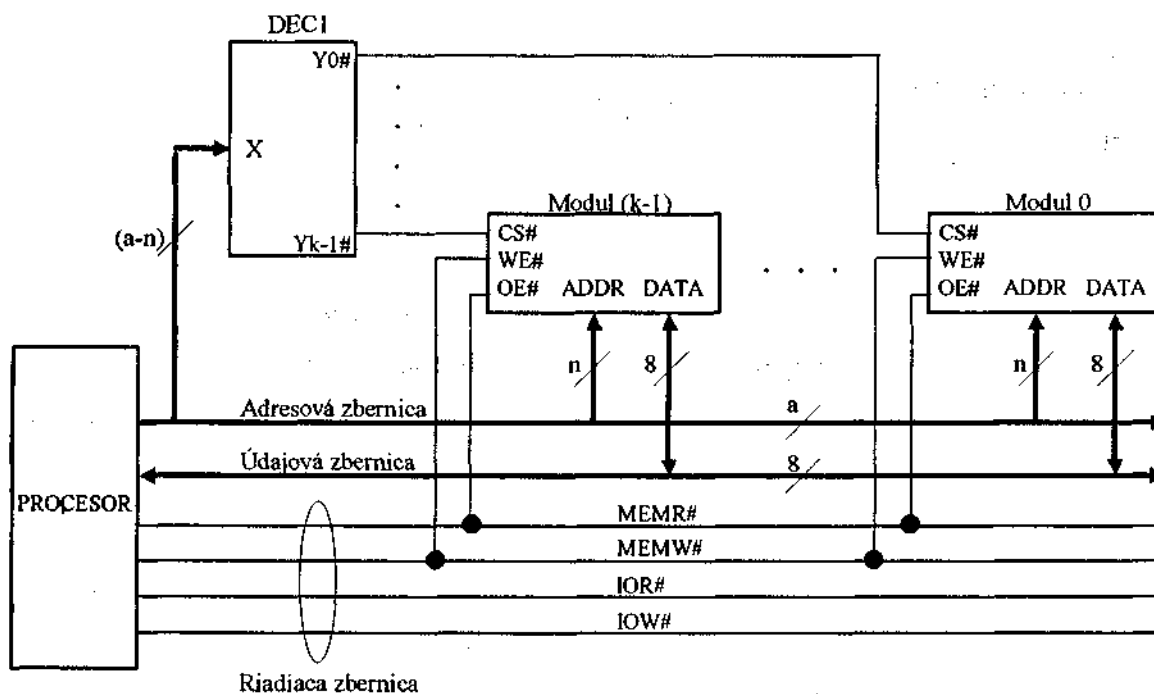 DEC1
Y0#
X
Yk-1#
(a-n)
Modul (k-1)
CS#
WE#
OE# ADDR DATA
n
8
Modul 0
CS#
WE#
OE# ADDR DATA
n
8
Adresová zbernica
a
Údajová zbernica
8
PROCESOR
MEMR#
MEMW#
IOR#
IOW#
Riadiaca zbernica